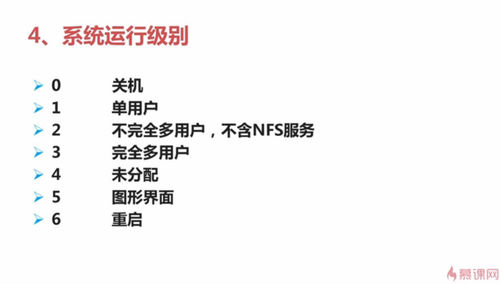 4、系统运行级别
0 关机
1 单用户
2 不完全多用户，不含NFS服务
3 完全多用户
4 未分配
5 图形界面
6 重启
慕课网